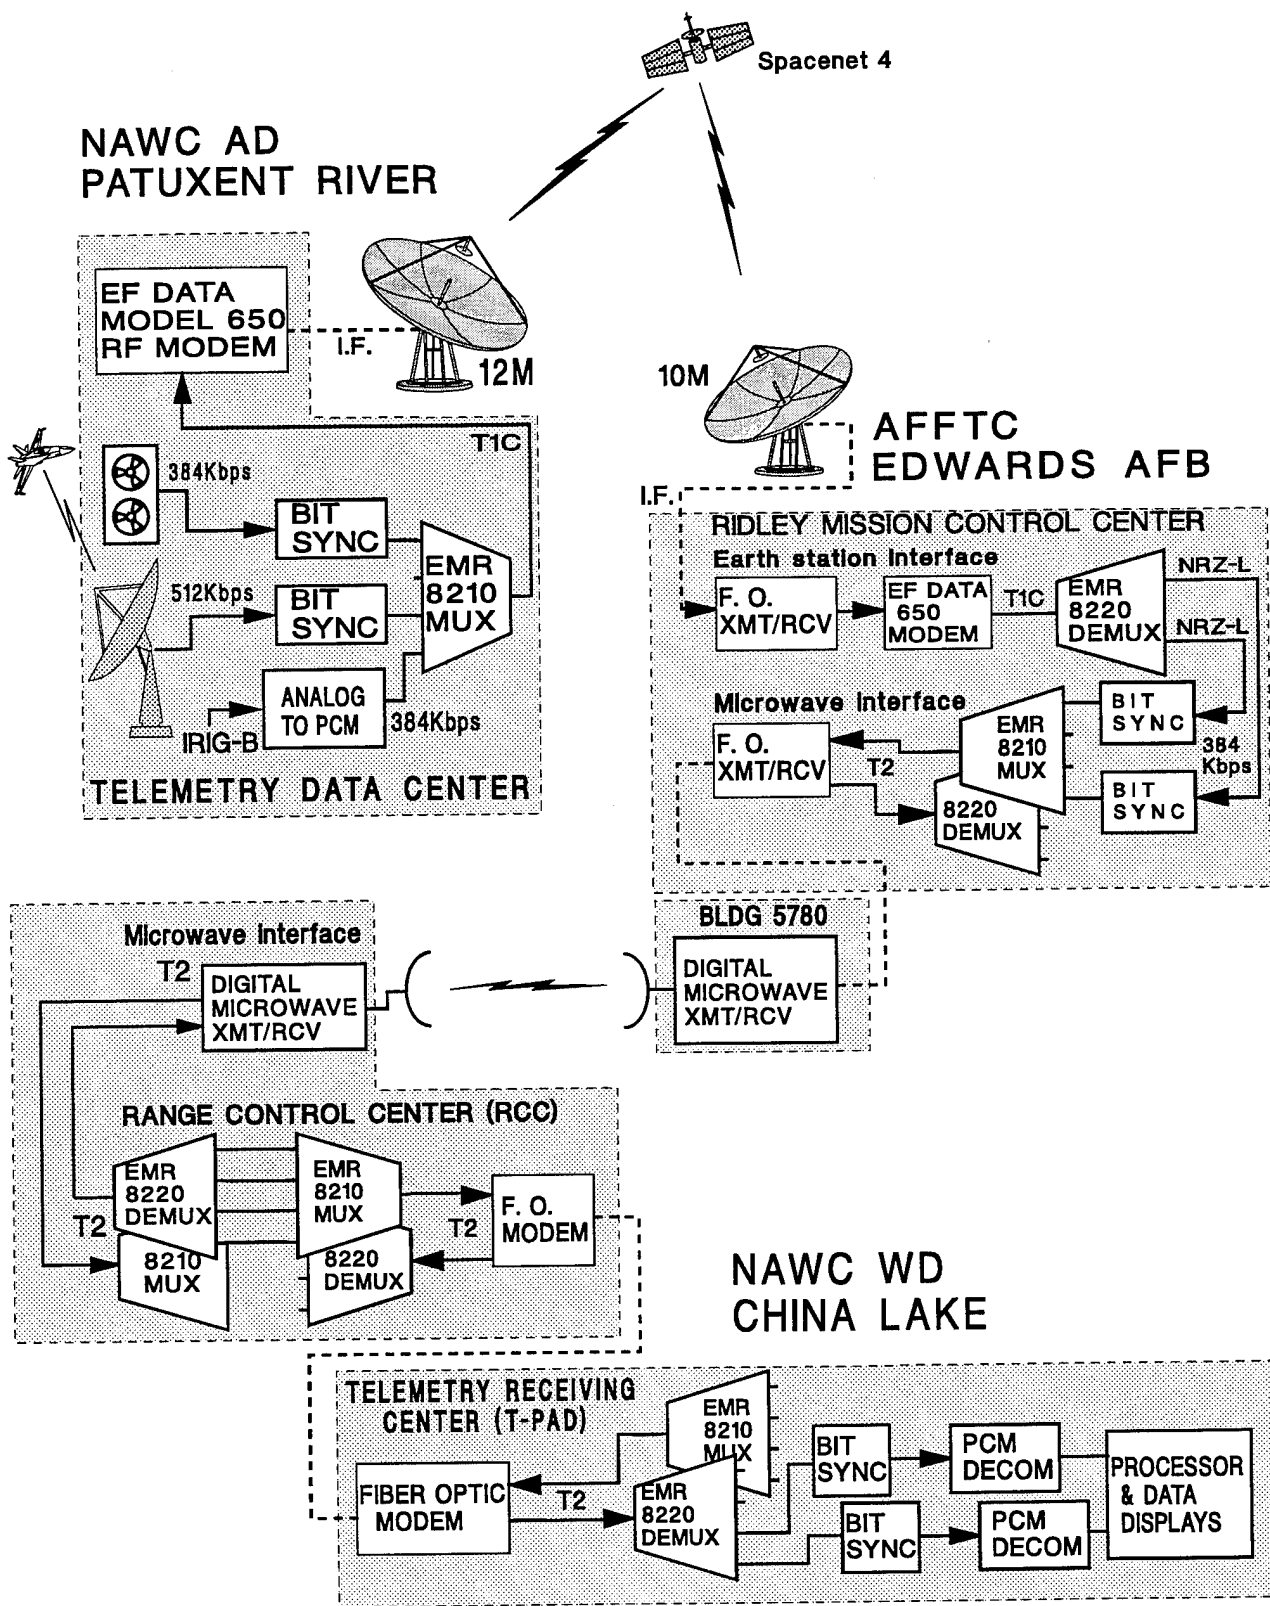 Spacenet 4
NAWC AD
PATUXENT RIVER
EF DATA
MODEL 650
RF MODEM
I.F.
12M
T1C
384Kbps
BIT
SYNC
512Kbps
BIT
SYNC
EMR
8210
MUX
ANALOG
TO PCM
384Kbps
IRIG-B
TELEMETRY DATA CENTER
10M
AFFTC
EDWARDS AFB
I.F.
RIDLEY MISSION CONTROL CENTER
Earth station Interface
F. O.
XMT/RCV
EF DATA
650
MODEM
T1C
EMR
8220
DEMUX
NRZ-L
NRZ-L
Microwave Interface
F. O.
XMT/RCV
T2
EMR
8210
MUX
8220
DEMUX
BIT
SYNC
384
Kbps
BIT
SYNC
BLDG 5780
DIGITAL
MICROWAVE
XMT/RCV
Microwave Interface
T2
DIGITAL
MICROWAVE
XMT/RCV
RANGE CONTROL CENTER (RCC)
EMR
8220
DEMUX
T2
8210
MUX
EMR
8210
MUX
8220
DEMUX
T2
F. O.
MODEM
NAWC WD
CHINA LAKE
TELEMETRY RECEIVING
CENTER (T-PAD)
FIBER OPTIC
MODEM
T2
EMR
8210
MUX
EMR
8220
DEMUX
BIT
SYNC
PCM
DECOM
BIT
SYNC
PCM
DECOM
PROCESSOR
& DATA
DISPLAYS